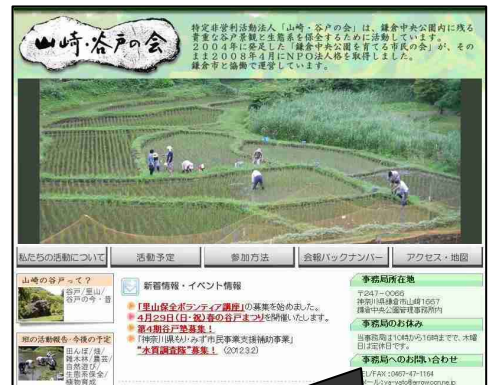 山崎・谷戸の会
特定非営利活動法人「山崎・谷戸の会」は、鎌倉中央公園内に残る
貴重な谷戸景観と生態系を保全するために活動しています。
2004年に発足した「鎌倉中央公園を育てる市民の会」が、その
まま2008年4月にNPO法人格を取得しました。
鎌倉市と協働で運営しています。
私たちの活動について
活動予定
参加方法
会報バックナンバー
アクセス・地図
山崎の谷戸って？
谷戸/里山/
谷戸の今・昔
班の活動報告・今後の予定
田んぼ/畑/
雑木林/農芸/
自然遊び/
生態系保全/
植物育成
新着情報・イベント情報
「里山保全ボランティア講座」の募集を始めました。
4月29日(日・祝)春の谷戸まつりを開催いたします。
第4期谷戸塾募集！
「神奈川県もり・みず市民事業支援補助事業」
"水質調査隊"募集！ (2012.3.2)
事務局所在地
〒247-0066
神奈川県鎌倉市山崎1667
鎌倉中央公園管理事務所内
事務局のお休み
当事務局は10時から16時までで、木曜
日は定休日です。
事務局へのお問い合わせ
EL/FAX:0467-47-1164